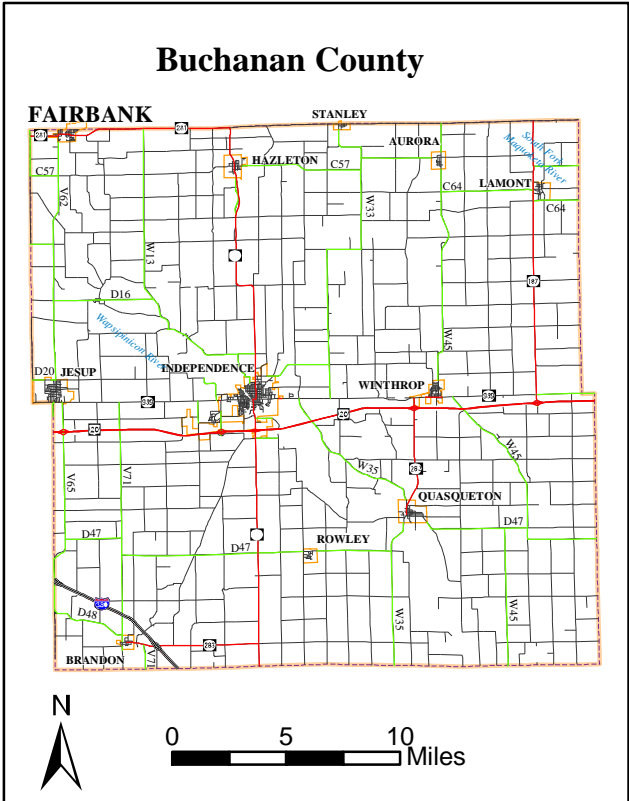 Buchanan County
FAIRBANK
STANLEY
281
281
AURORA
South Fork
Maquoketa River
HAZLETON
C57
C57
C64
LAMONT
C64
V62
W33
W13
187
D16
Wapsipinicon River
W45
D20
JESUP
INDEPENDENCE
WINTHROP
939
939
20
20
W45
V65
V71
W35
282
QUASQUETON
D47
D47
D47
ROWLEY
D48
W35
W45
283
BRANDON
V71
N
0
5
10
Miles